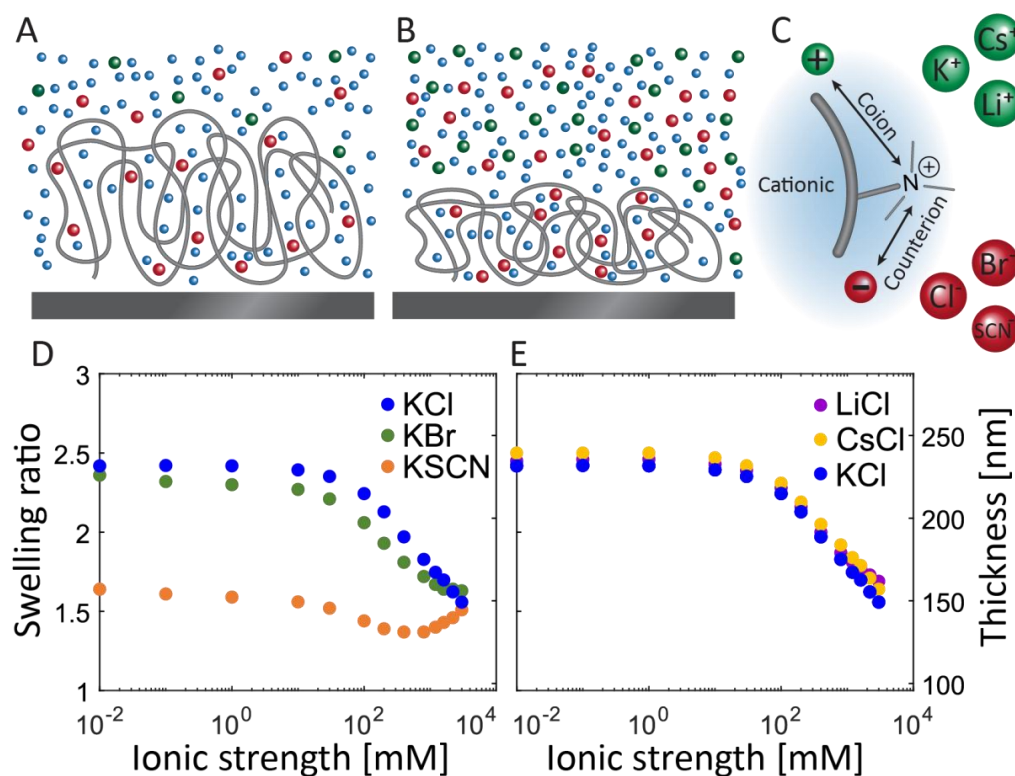 A
B
C
+
Coion
Cationic
N
+
Counterion
−
K⁺
Cs⁺
Li⁺
Br⁻
Cl⁻
SCN⁻
D
3
2.5
2
1.5
1
Swelling ratio
KCl
KBr
KSCN
10⁻²
10⁰
10²
10⁴
Ionic strength [mM]
E
LiCl
CsCl
KCl
250
200
150
100
Thickness [nm]
10⁻²
10⁰
10²
10⁴
Ionic strength [mM]